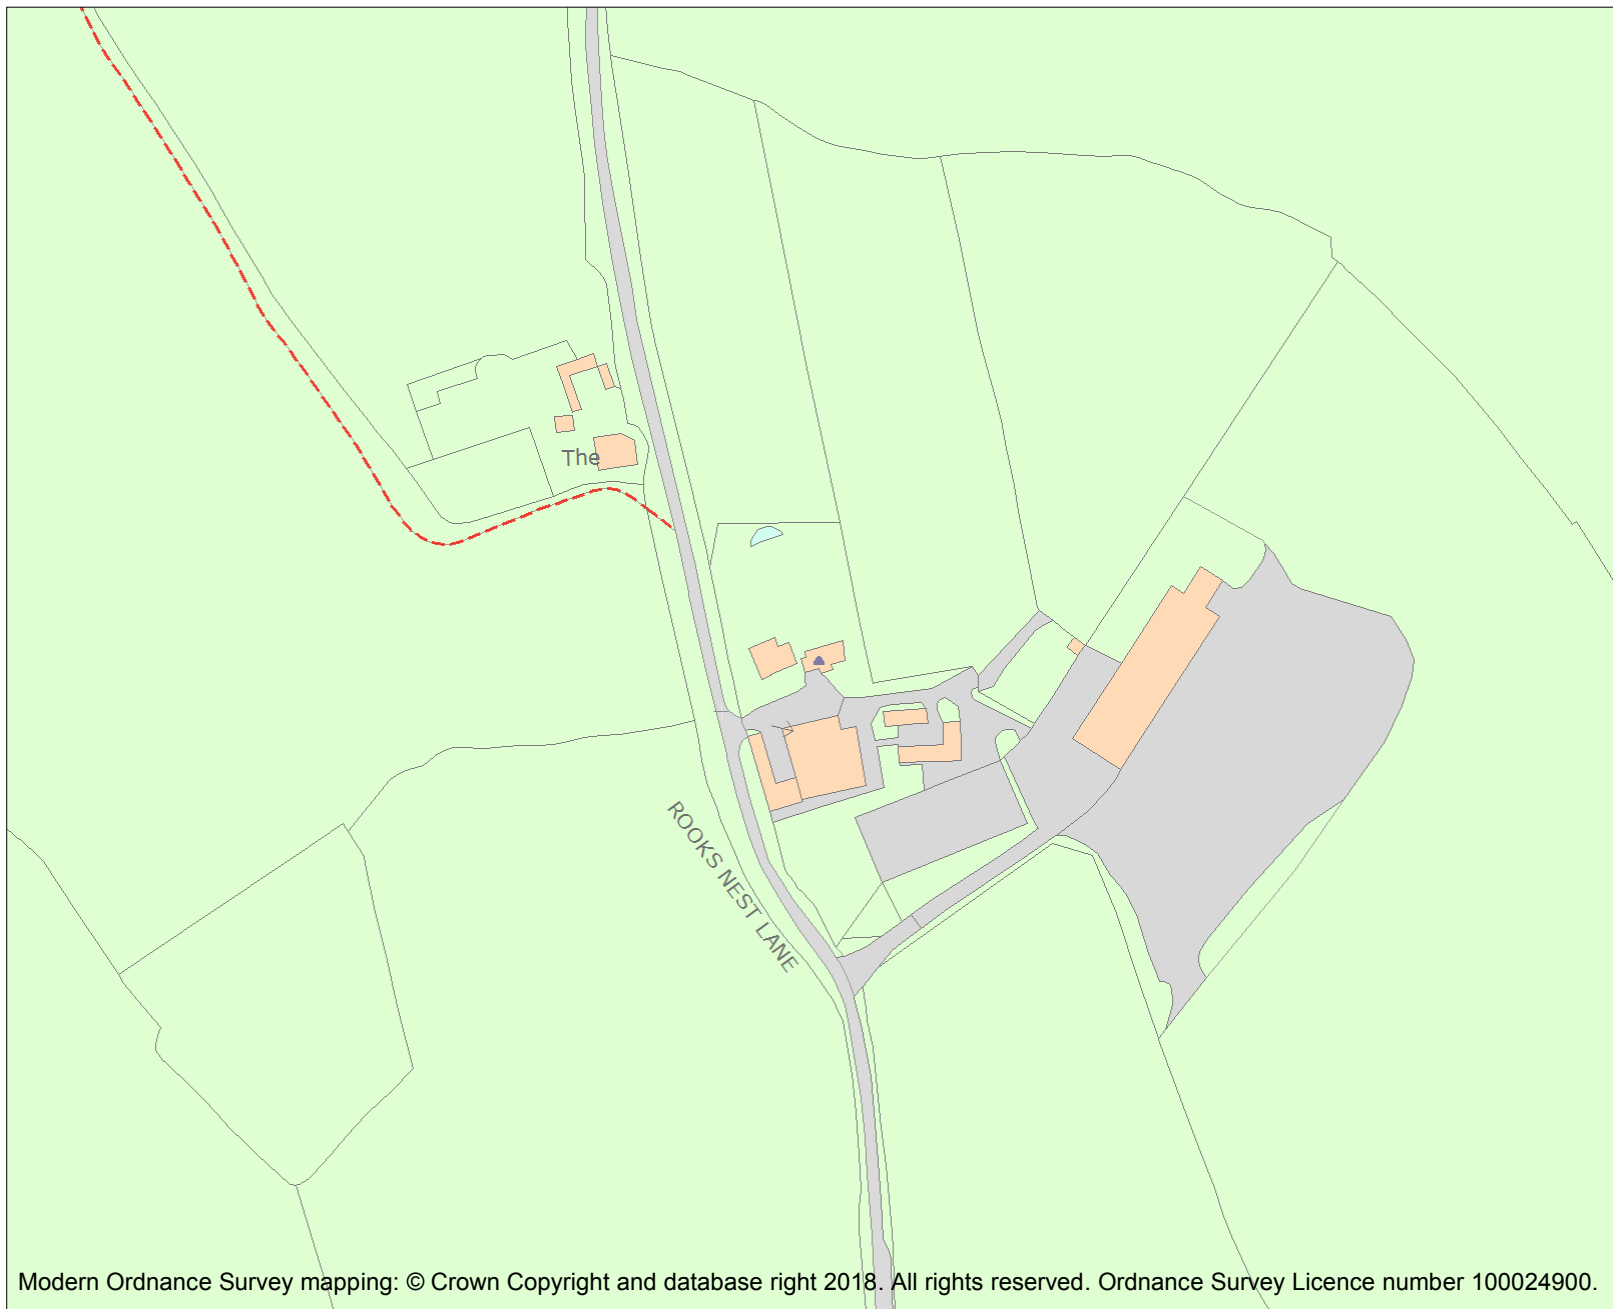 The
ROOKS NEST LANE
Modern Ordnance Survey mapping: © Crown Copyright and database right 2018. All rights reserved. Ordnance Survey Licence number 100024900.